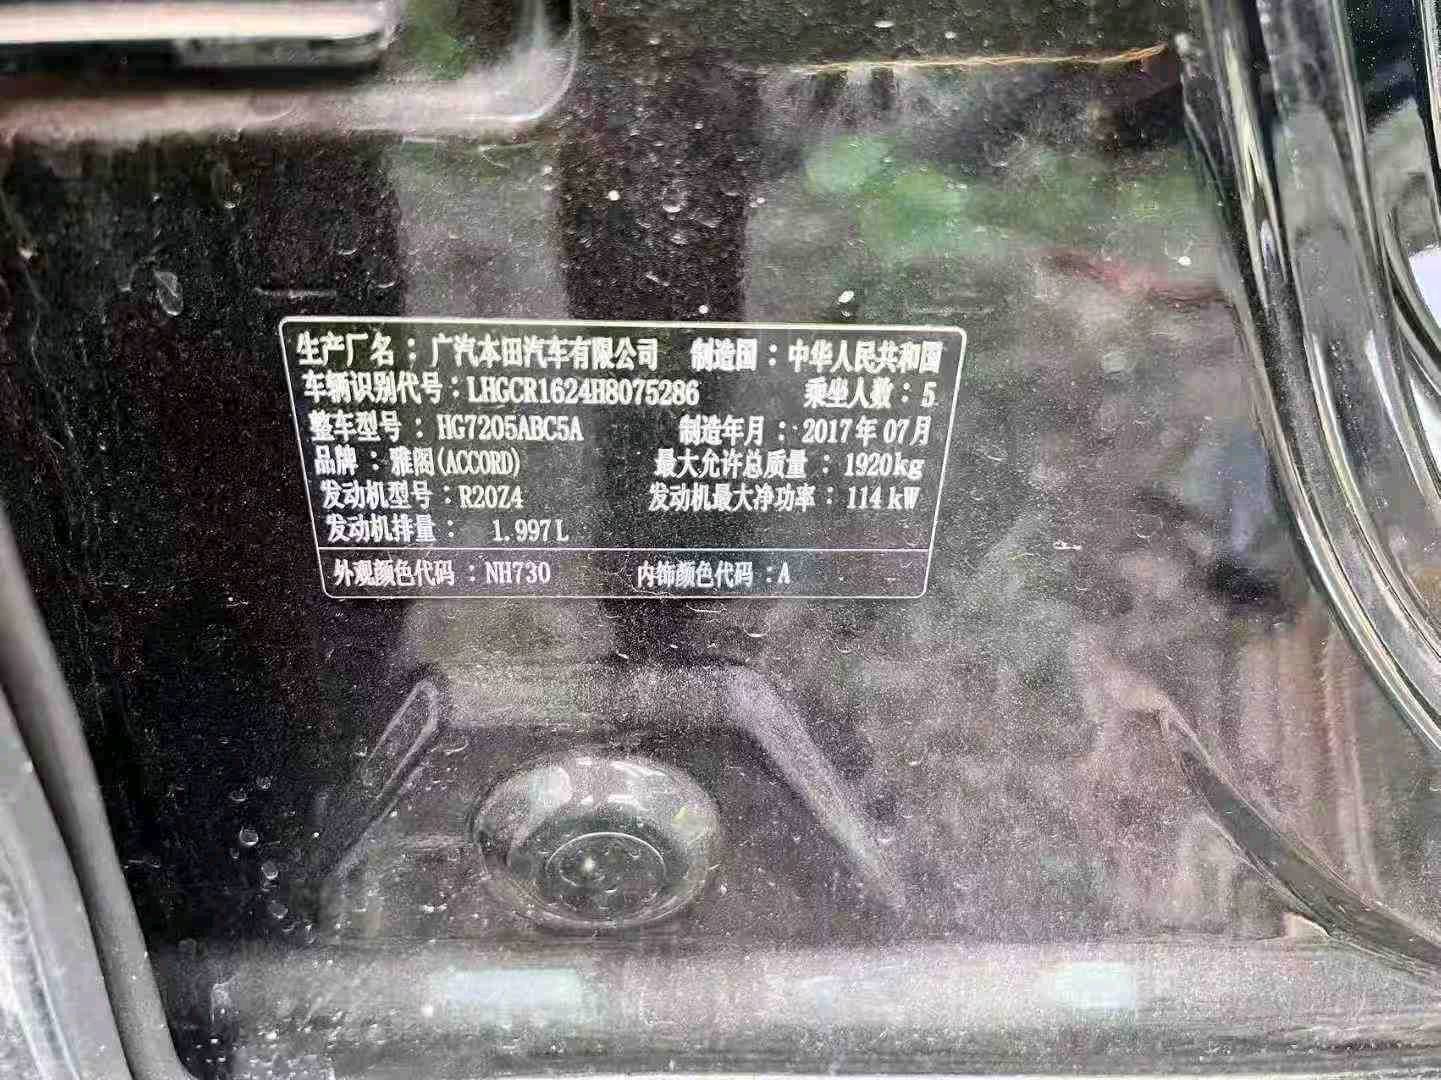 生产厂名：广汽本田汽车有限公司 制造国：中华人民共和国
车辆识别代号：LHGCR1624H8075286 乘坐人数：5
整车型号：HG7205ABC5A 制造年月：2017年07月
品牌：雅阁(ACCORD) 最大允许总质量：1920kg
发动机型号：R20Z4 发动机最大净功率：114kW
发动机排量：1.997L
外观颜色代码：NH730 内饰颜色代码：A